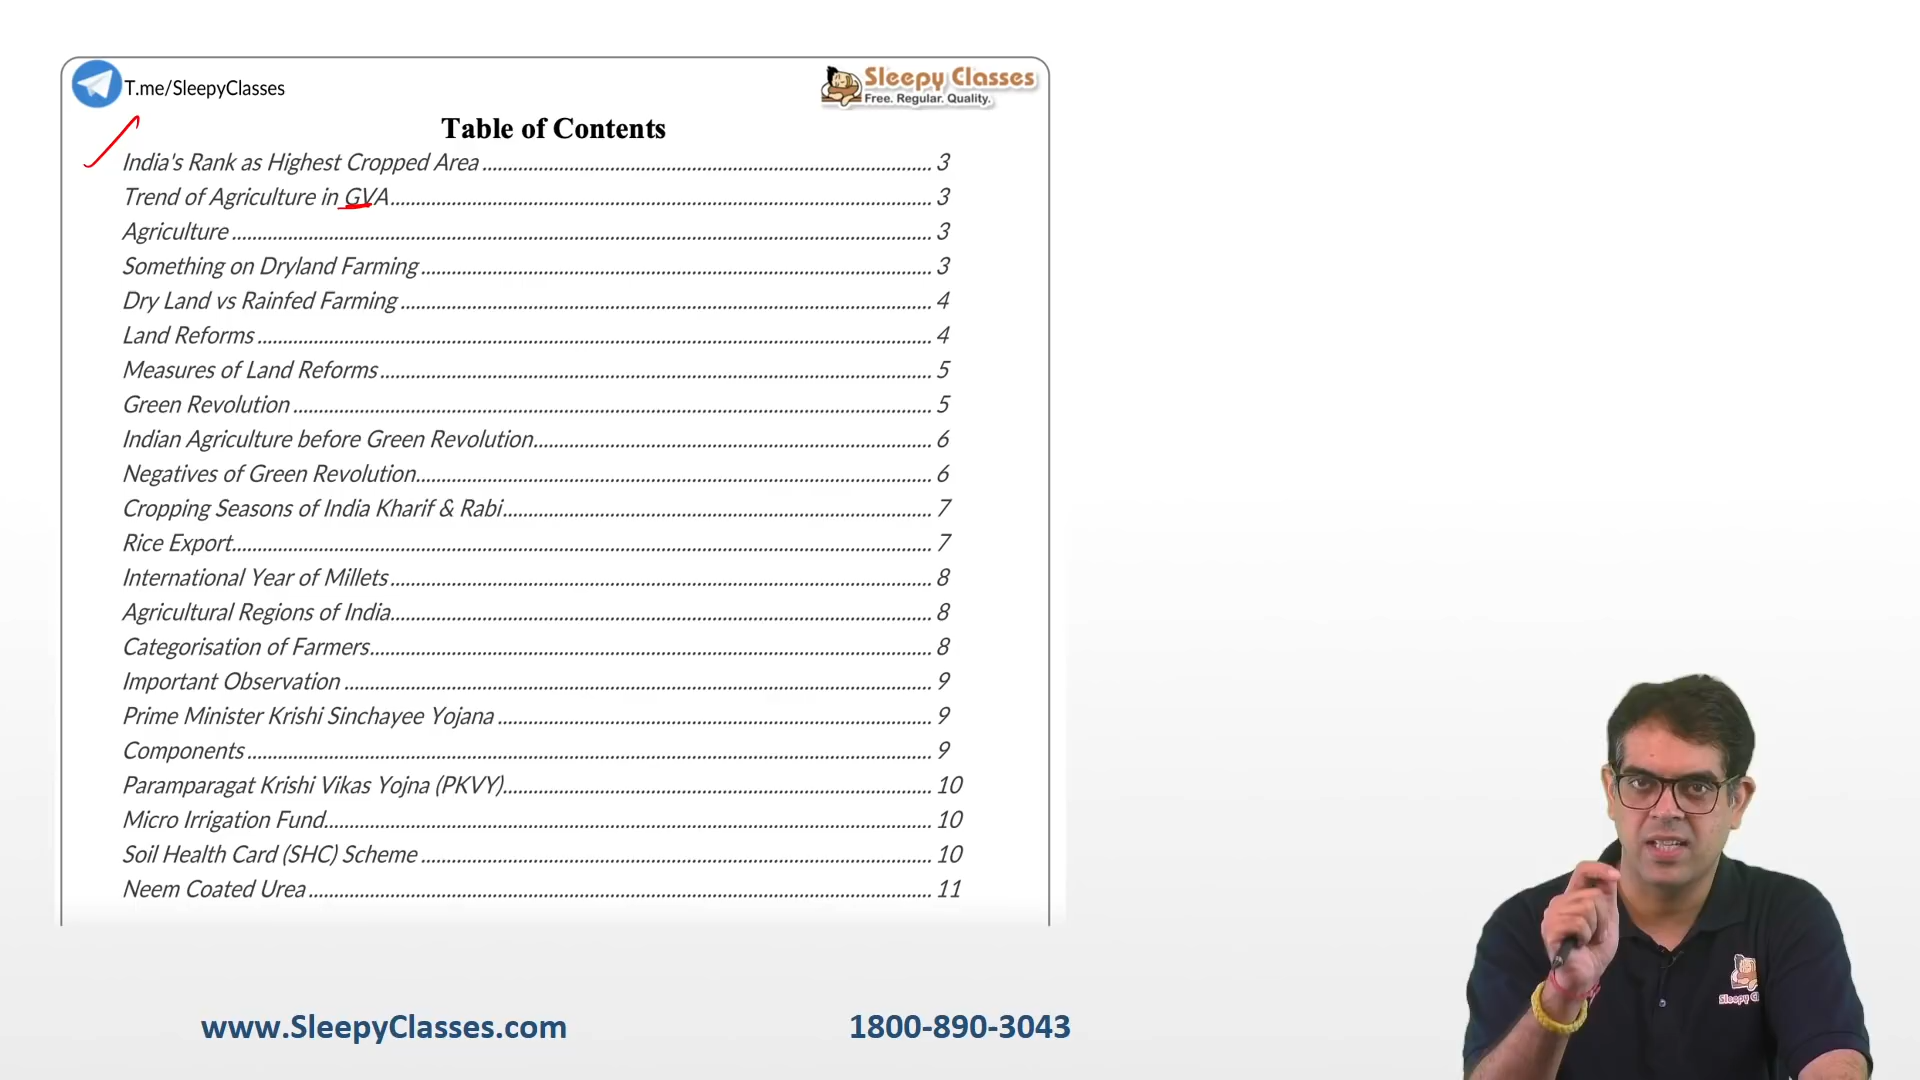 T.me/SleepyClasses
Sleepy Classes
Free. Regular. Quality.
Table of Contents
India's Rank as Highest Cropped Area 3
Trend of Agriculture in GVA 3
Agriculture 3
Something on Dryland Farming 3
Dry Land vs Rainfed Farming 4
Land Reforms 4
Measures of Land Reforms 5
Green Revolution 5
Indian Agriculture before Green Revolution 6
Negatives of Green Revolution 6
Cropping Seasons of India Kharif & Rabi 7
Rice Export 7
International Year of Millets 8
Agricultural Regions of India 8
Categorisation of Farmers 8
Important Observation 9
Prime Minister Krishi Sinchayee Yojana 9
Components 9
Paramparagat Krishi Vikas Yojna (PKVY) 10
Micro Irrigation Fund 10
Soil Health Card (SHC) Scheme 10
Neem Coated Urea 11
Sleepy Cl
www.SleepyClasses.com 1800-890-3043